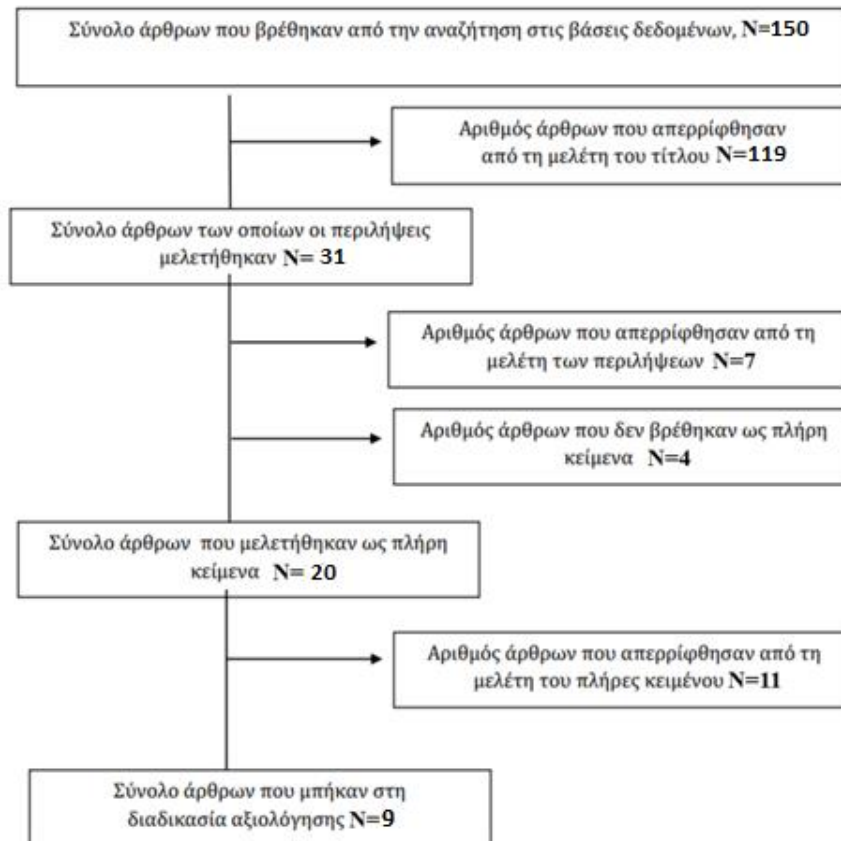 Σύνολο άρθρων που βρέθηκαν από την αναζήτηση στις βάσεις δεδομένων, N=150
Αριθμός άρθρων που απερρίφθησαν
από τη μελέτη του τίτλου N=119
Σύνολο άρθρων των οποίων οι περιλήψεις
μελετήθηκαν N= 31
Αριθμός άρθρων που απερρίφθησαν από τη
μελέτη των περιλήψεων N=7
Αριθμός άρθρων που δεν βρέθηκαν ως πλήρη
κείμενα N=4
Σύνολο άρθρων που μελετήθηκαν ως πλήρη
κείμενα N= 20
Αριθμός άρθρων που απερρίφθησαν από τη
μελέτη του πλήρες κειμένου N=11
Σύνολο άρθρων που μπήκαν στη
διαδικασία αξιολόγησης N=9